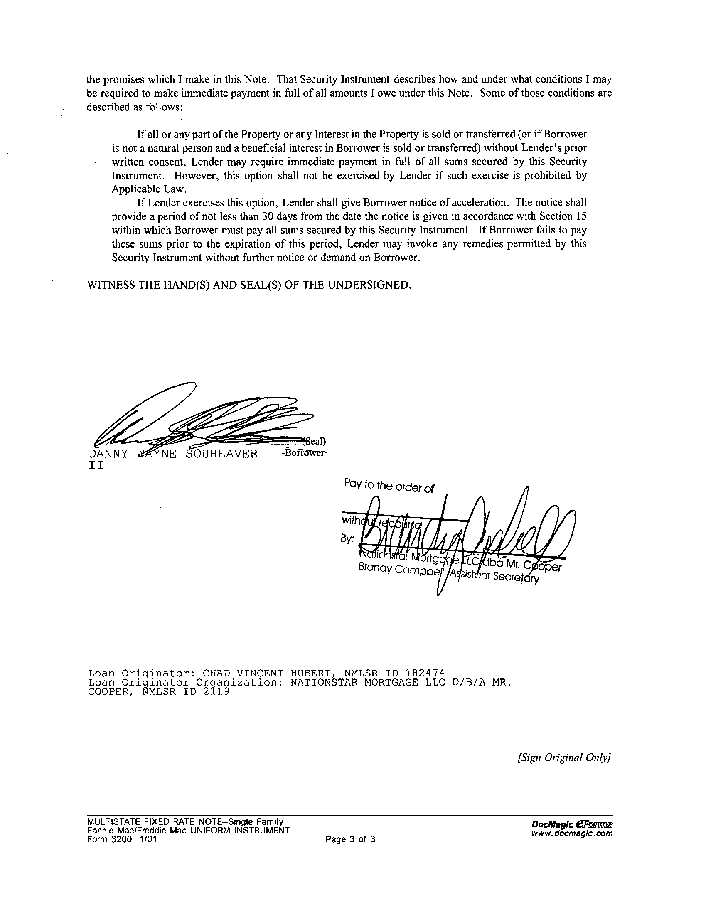 the promises which I make in this Note. That Security Instrument describes how and under what conditions I may
be required to make immediate payment in full of all amounts I owe under this Note. Some of those conditions are
described as follows:
If all or any part of the Property or any Interest in the Property is sold or transferred (or if Borrower
is not a natural person and a beneficial interest in Borrower is sold or transferred) without Lender's prior
written consent, Lender may require immediate payment in full of all sums secured by this Security
Instrument. However, this option shall not be exercised by Lender if such exercise is prohibited by
Applicable Law.
If Lender exercises this option, Lender shall give Borrower notice of acceleration. The notice shall
provide a period of not less than 30 days from the date the notice is given in accordance with Section 15
within which Borrower must pay all sums secured by this Security Instrument. If Borrower fails to pay
these sums prior to the expiration of this period, Lender may invoke any remedies permitted by this
Security Instrument without further notice or demand on Borrower.
WITNESS THE HAND(S) AND SEAL(S) OF THE UNDERSIGNED.
(Seal)
DANNY WAYNE -Borrower
II
Pay to the order of
without recourse
By:
Nationstar Mortgage LLC dba Mr. Cooper
Brandy Assistant Secretary
Loan Originator: CHAD VINCENT HUBERT, NMLSR ID 182474
Loan Originator Organization: NATIONSTAR MORTGAGE LLC D/B/A MR.
COOPER, NMLSR ID 2119
[Sign Original Only]
MULTISTATE FIXED RATE NOTE--Single Family
Fannie Mae/Freddie Mac UNIFORM INSTRUMENT
Form 3200 1/01
Page 3 of 3
DocMagic eForms
www.docmagic.com